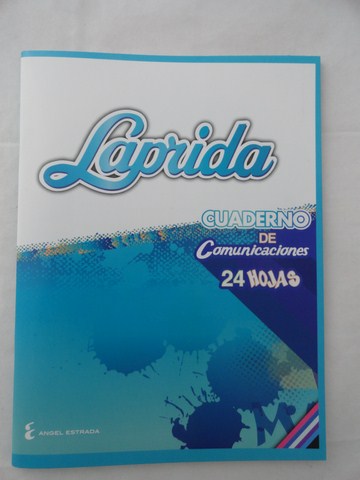 Laprida
CUADERNO
DE
Comunicaciones
24 HOJAS
M
ANGEL ESTRADA